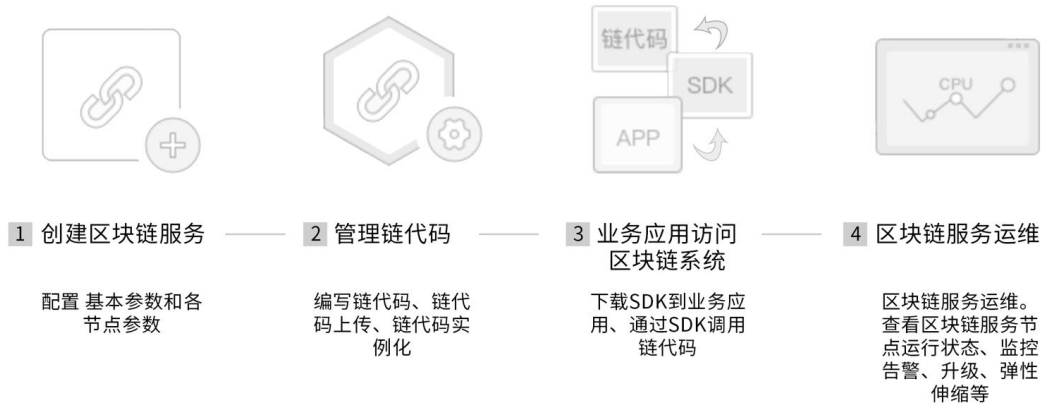 链代码
SDK
APP
CPU
1 创建区块链服务
2 管理链代码
3 业务应用访问
区块链系统
4 区块链服务运维
配置 基本参数和各
节点参数
编写链代码、链代
码上传、链代码实
例化
下载SDK到业务应
用、通过SDK调用
链代码
区块链服务运维。
查看区块链服务节
点运行状态、监控
告警、升级、弹性
伸缩等